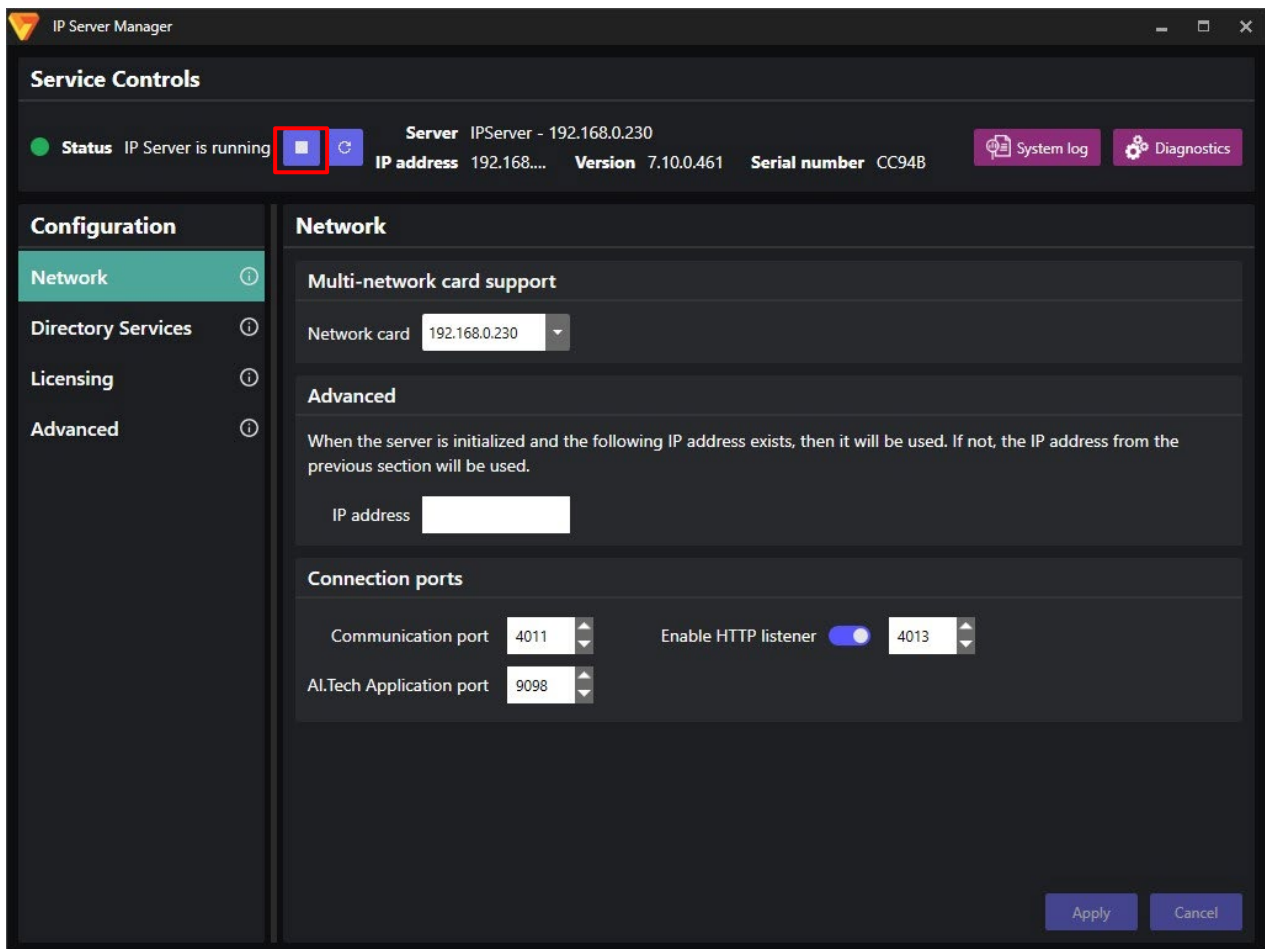 IP Server Manager
Service Controls
Status IP Server is running
Server IPServer - 192.168.0.230
IP address 192.168.... Version 7.10.0.461 Serial number CC94B
System log
Diagnostics
Configuration
Network
Directory Services
Licensing
Advanced
Network
Multi-network card support
Network card 192.168.0.230
Advanced
When the server is initialized and the following IP address exists, then it will be used. If not, the IP address from the
previous section will be used.
IP address
Connection ports
Communication port 4011 Enable HTTP listener 4013
AI.Tech Application port 9098
Apply Cancel